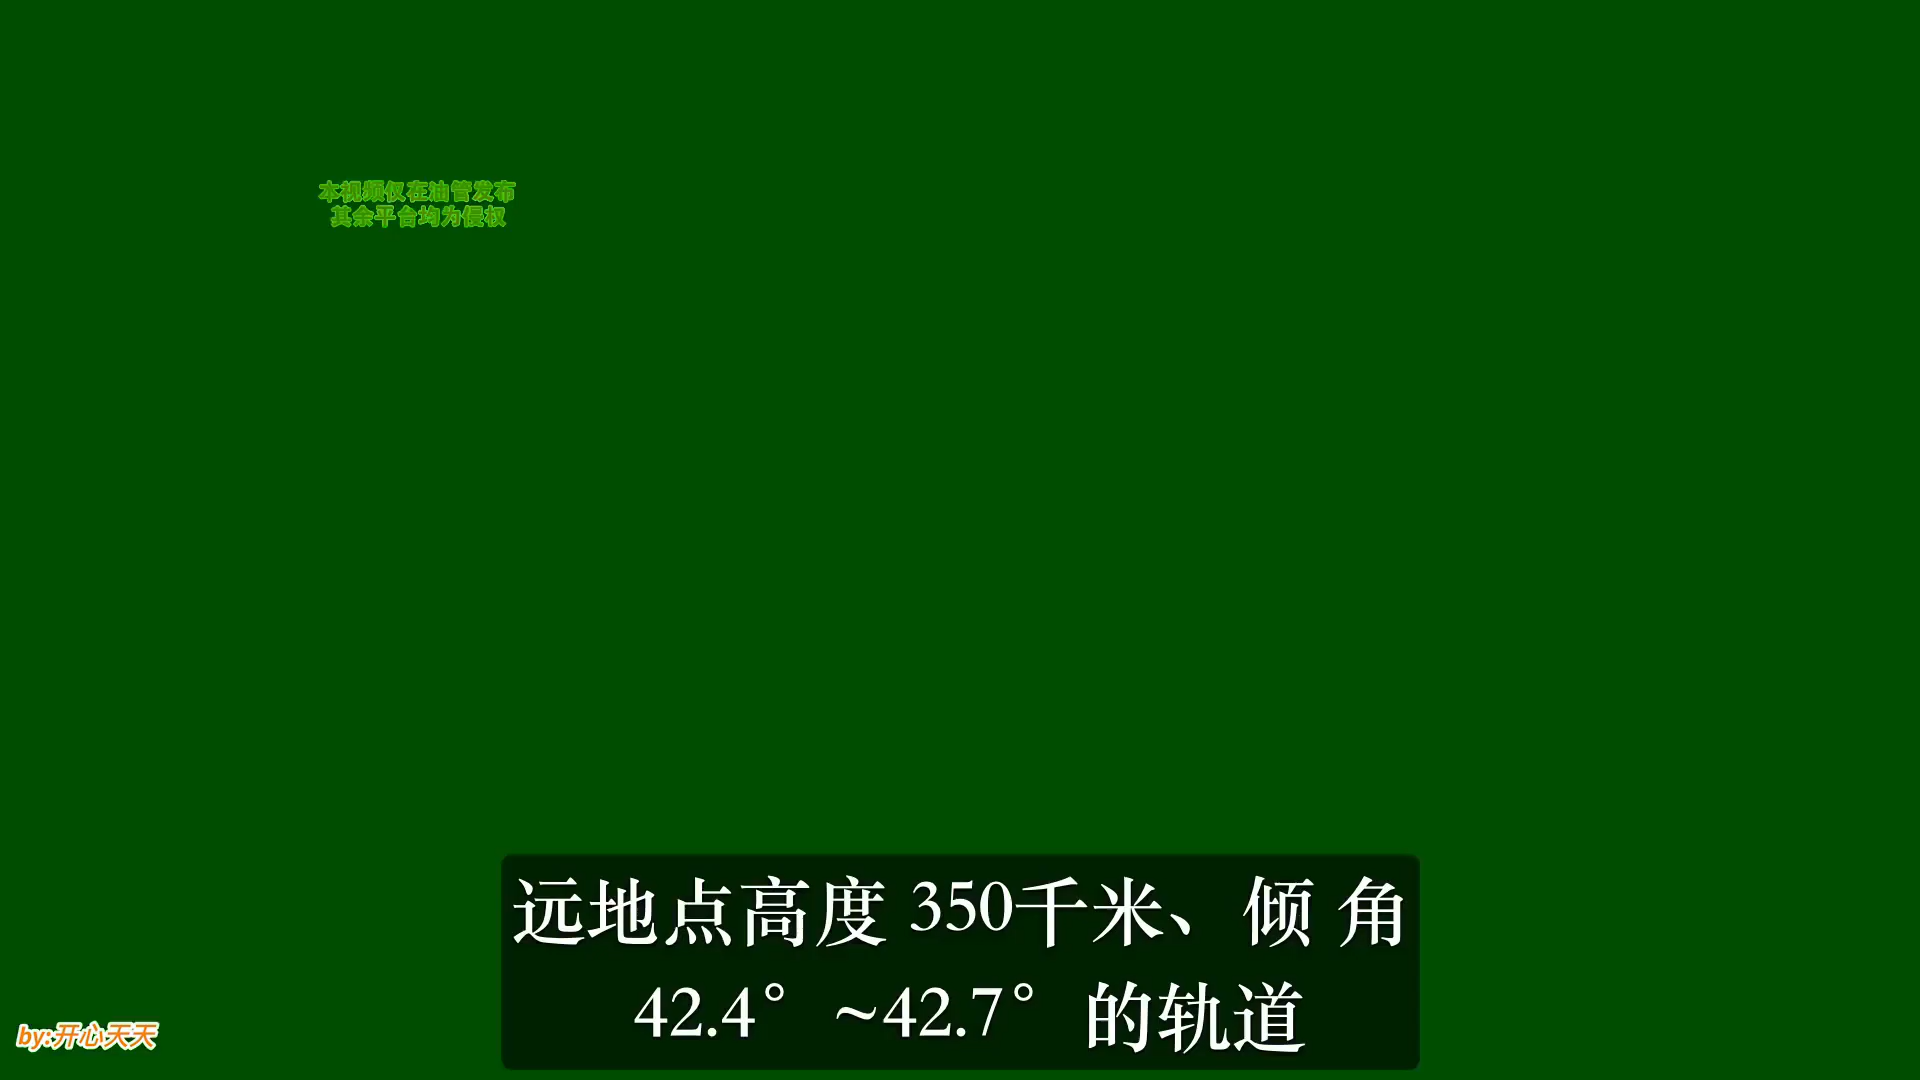 本视频仅在油管发布
其余平台均为侵权
远地点高度 350千米、倾 角
42.4° ~42.7° 的轨道
by:开心天天